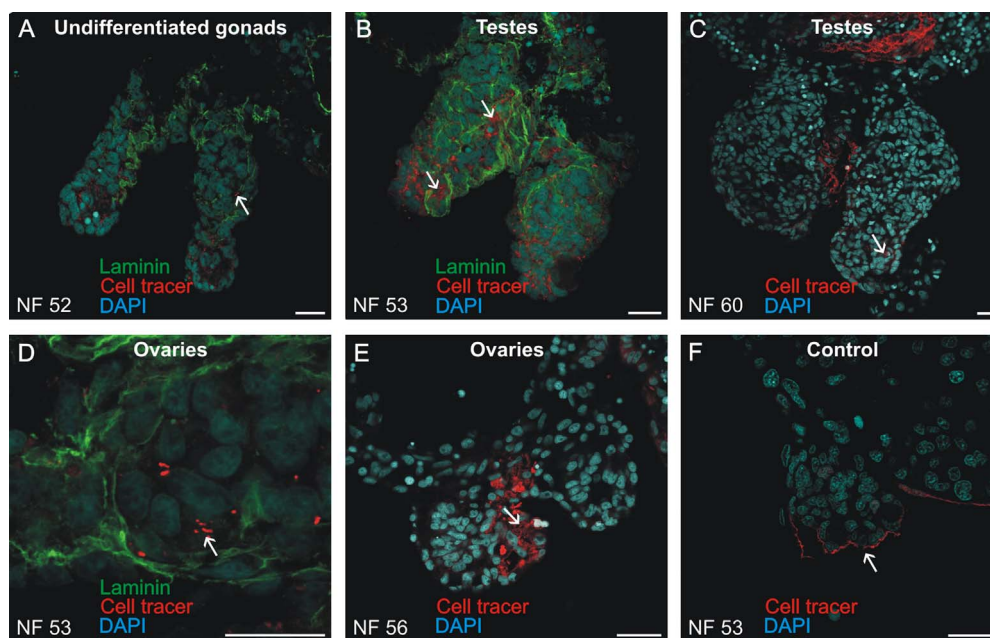 A Undifferentiated gonads
Laminin
Cell tracer
NF 52 DAPI
B Testes
Laminin
Cell tracer
NF 53 DAPI
C Testes
Cell tracer
NF 60 DAPI
D Ovaries
Laminin
Cell tracer
NF 53 DAPI
E Ovaries
Cell tracer
NF 56 DAPI
F Control
Cell tracer
NF 53 DAPI